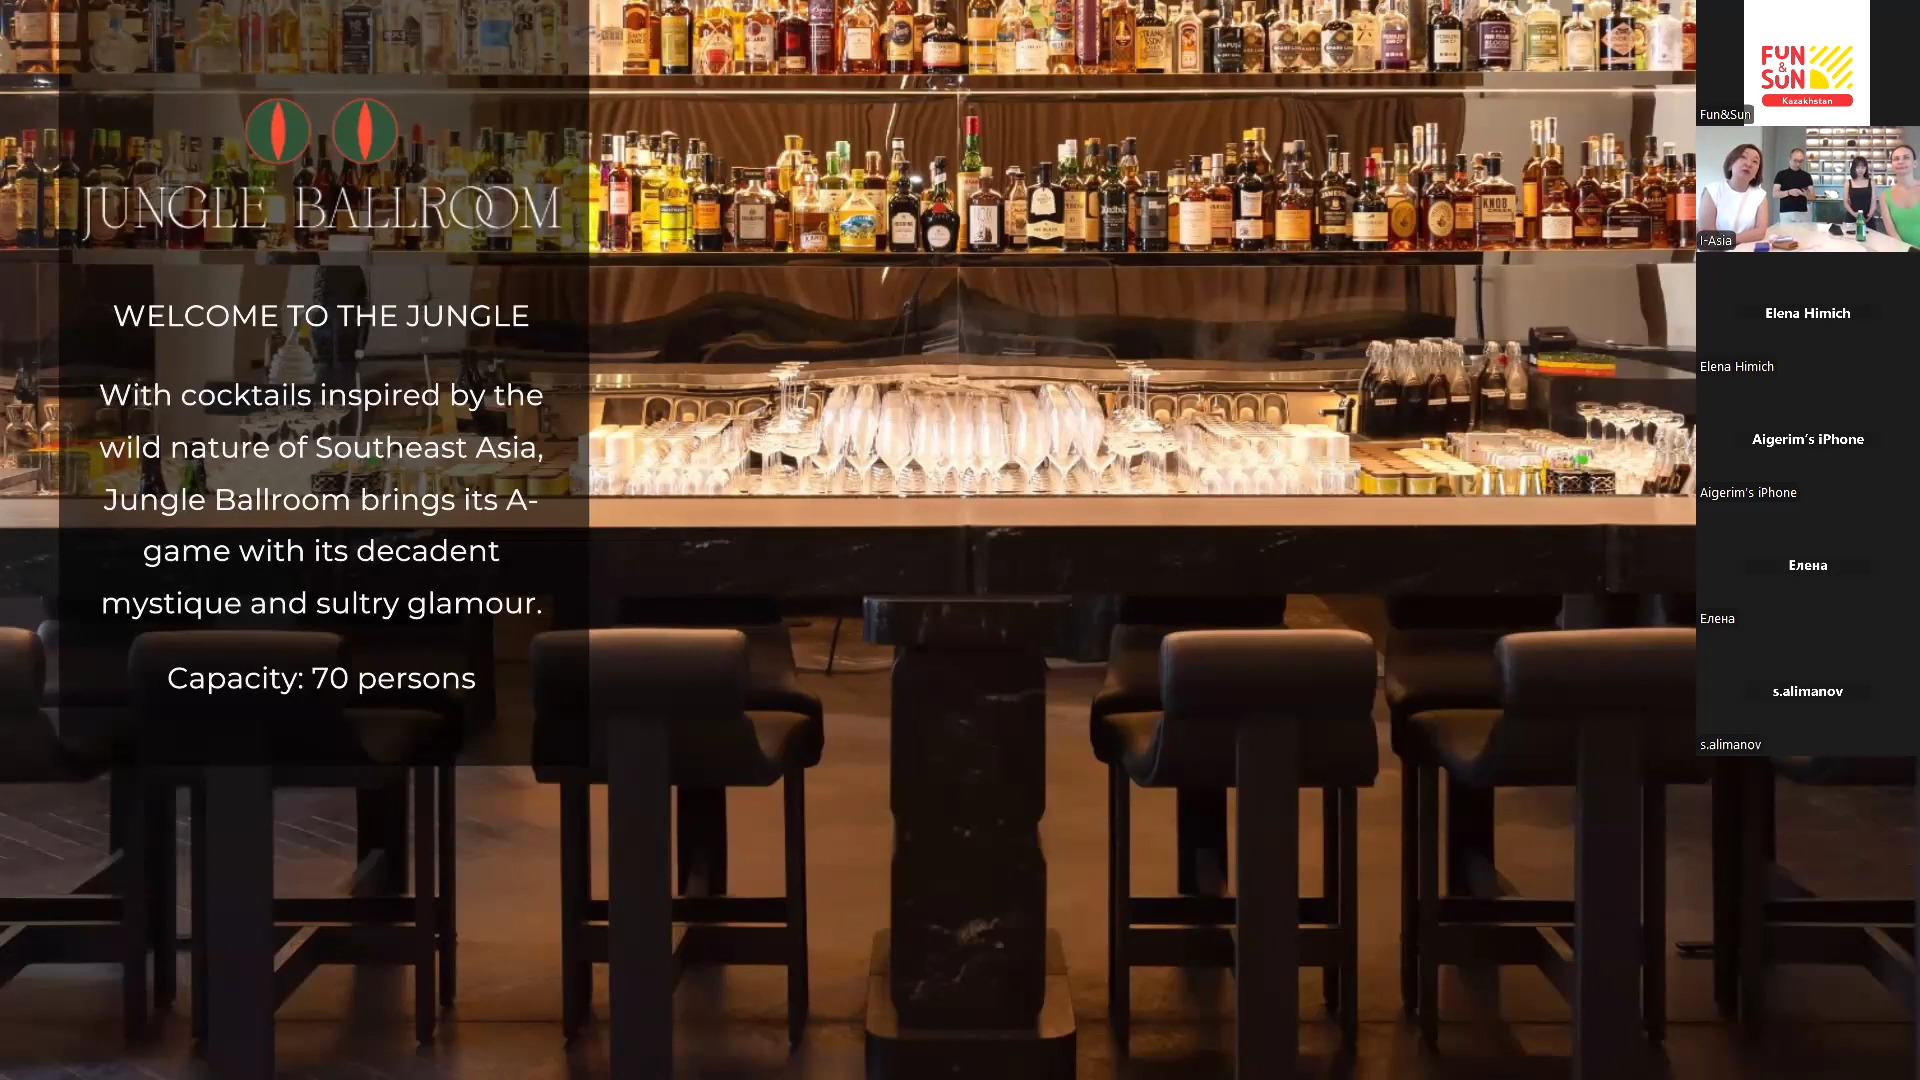 JUNGLE BALLROOM
WELCOME TO THE JUNGLE
With cocktails inspired by the
wild nature of Southeast Asia,
Jungle Ballroom brings its A-
game with its decadent
mystique and sultry glamour.
Capacity: 70 persons
FUN
&
SUN
Kazakhstan
Fun&Sun
I-Asia
Elena Himich
Elena Himich
Aigerim's iPhone
Aigerim's iPhone
Елена
Елена
s.alimanov
s.alimanov
KNOB